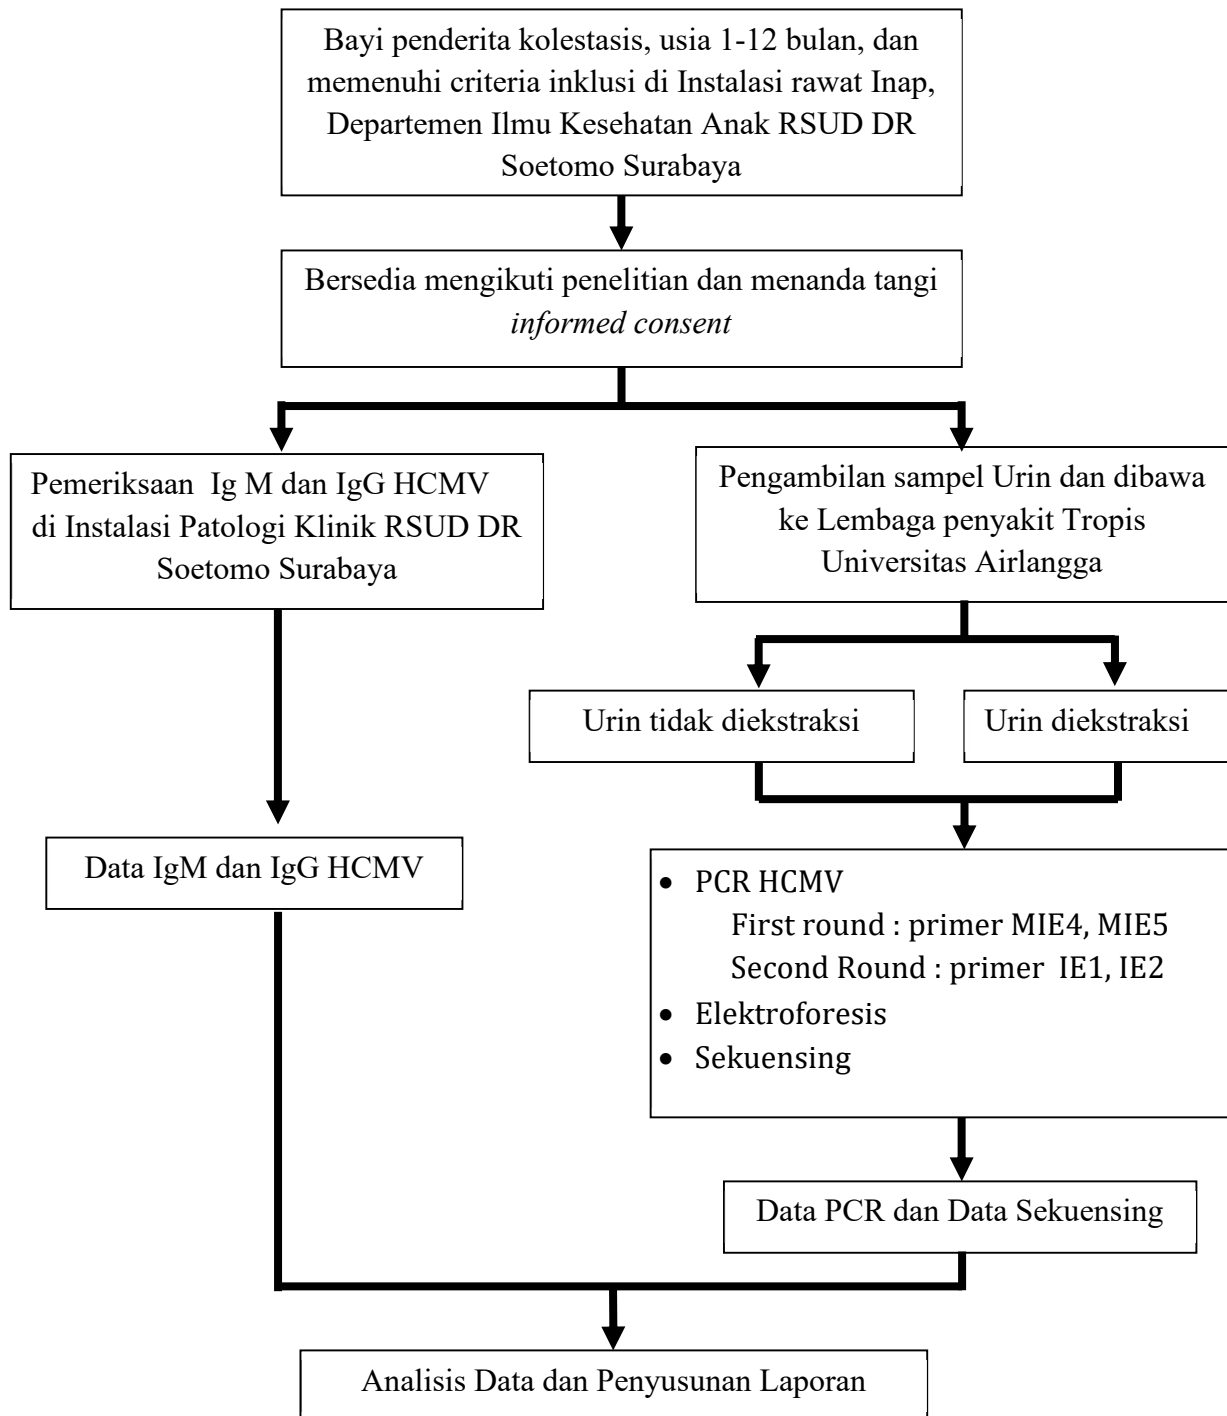 Bayi penderita kolestasis, usia 1-12 bulan, dan
memenuhi criteria inklusi di Instalasi rawat Inap,
Departemen Ilmu Kesehatan Anak RSUD DR
Soetomo Surabaya
Bersedia mengikuti penelitian dan menanda tangi
informed consent
Pemeriksaan Ig M dan IgG HCMV
di Instalasi Patologi Klinik RSUD DR
Soetomo Surabaya
Pengambilan sampel Urin dan dibawa
ke Lembaga penyakit Tropis
Universitas Airlangga
Urin tidak diekstraksi
Urin diekstraksi
Data IgM dan IgG HCMV
• PCR HCMV
First round : primer MIE4, MIE5
Second Round : primer IE1, IE2
• Elektroforesis
• Sekuensing
Data PCR dan Data Sekuensing
Analisis Data dan Penyusunan Laporan